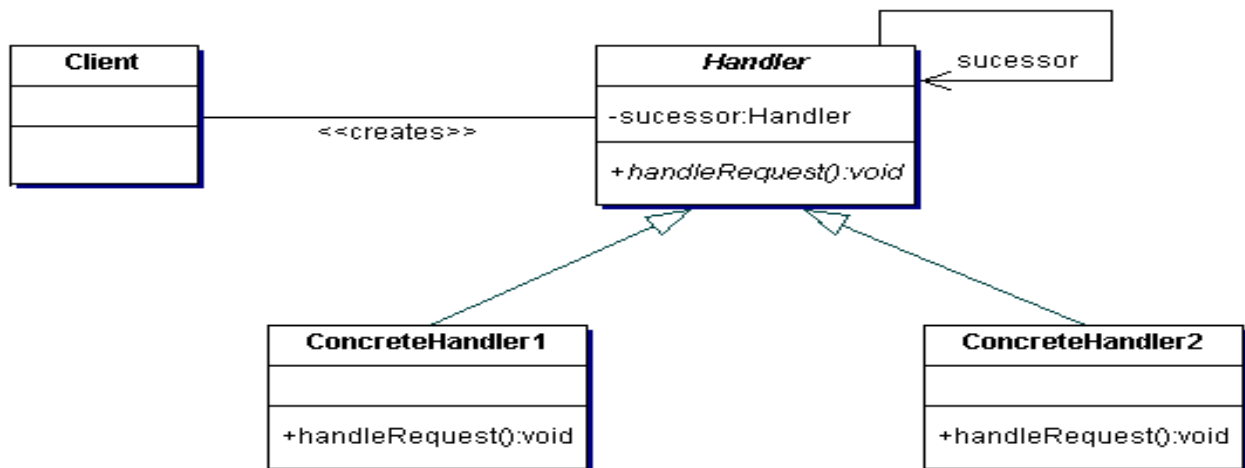 Client
Handler
sucessor
-sucessor:Handler
<<creates>>
+handleRequest():void
ConcreteHandler1
ConcreteHandler2
+handleRequest():void
+handleRequest():void